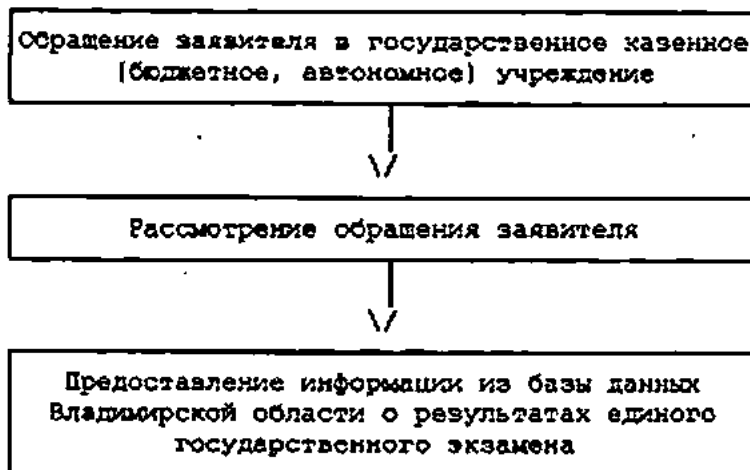 Обращение заявителя в государственное казенное
(бюджетное, автономное) учреждение
Рассмотрение обращения заявителя
Предоставление информации из базы данных
Владимирской области о результатах единого
государственного экзамена